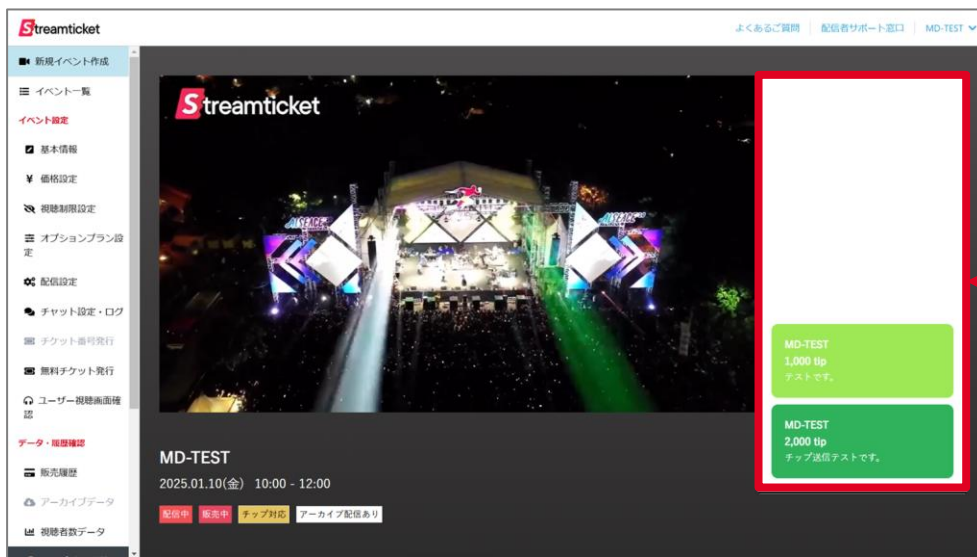 Streamticket
よくあるご質問
配信者サポート窓口
MD-TEST
新規イベント作成
イベント一覧
イベント設定
基本情報
価格設定
視聴制限設定
オプションプラン設
定
配信設定
チャット設定・ログ
チケット番号発行
無料チケット発行
ユーザー視聴画面確
認
データ・履歴確認
販売履歴
アーカイブデータ
視聴者数データ
Streamticket
MD-TEST
2025.01.10(金) 10:00 - 12:00
配信中 販売中 チップ対応 アーカイブ配信あり
MD-TEST
1,000 tip
テストです。
MD-TEST
2,000 tip
チップ送信テストです。